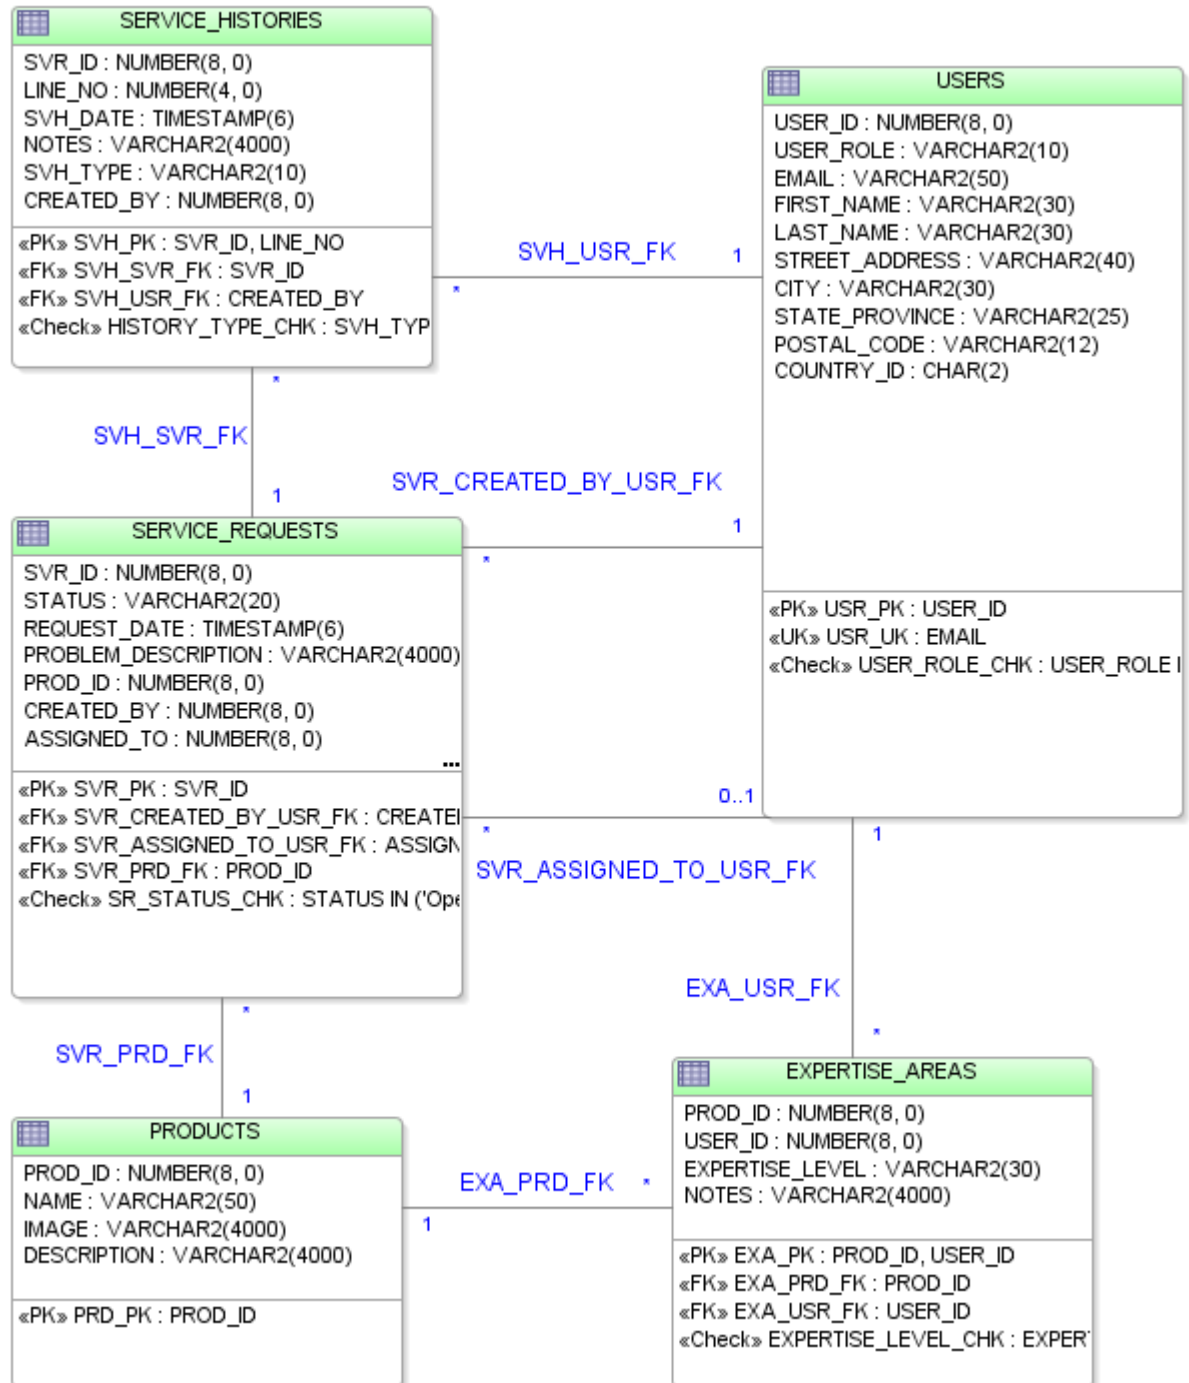 SERVICE_HISTORIES
SVR_ID : NUMBER(8, 0)
LINE_NO : NUMBER(4, 0)
SVH_DATE : TIMESTAMP(6)
NOTES : VARCHAR2(4000)
SVH_TYPE : VARCHAR2(10)
CREATED_BY : NUMBER(8, 0)
«PK» SVH_PK : SVR_ID, LINE_NO
«FK» SVH_SVR_FK : SVR_ID
«FK» SVH_USR_FK : CREATED_BY
«Check» HISTORY_TYPE_CHK : SVH_TYP
USERS
USER_ID : NUMBER(8, 0)
USER_ROLE : VARCHAR2(10)
EMAIL : VARCHAR2(50)
FIRST_NAME : VARCHAR2(30)
LAST_NAME : VARCHAR2(30)
STREET_ADDRESS : VARCHAR2(40)
CITY : VARCHAR2(30)
STATE_PROVINCE : VARCHAR2(25)
POSTAL_CODE : VARCHAR2(12)
COUNTRY_ID : CHAR(2)
«PK» USR_PK : USER_ID
«UK» USR_UK : EMAIL
«Check» USER_ROLE_CHK : USER_ROLE I
SVH_USR_FK 1
*
*
SVH_SVR_FK
1
SVR_CREATED_BY_USR_FK
1
*
SERVICE_REQUESTS
SVR_ID : NUMBER(8, 0)
STATUS : VARCHAR2(20)
REQUEST_DATE : TIMESTAMP(6)
PROBLEM_DESCRIPTION : VARCHAR2(4000)
PROD_ID : NUMBER(8, 0)
CREATED_BY : NUMBER(8, 0)
ASSIGNED_TO : NUMBER(8, 0)
...
«PK» SVR_PK : SVR_ID
«FK» SVR_CREATED_BY_USR_FK : CREATE
«FK» SVR_ASSIGNED_TO_USR_FK : ASSIGN
«FK» SVR_PRD_FK : PROD_ID
«Check» SR_STATUS_CHK : STATUS IN ('Ope
0..1
*
SVR_ASSIGNED_TO_USR_FK
1
EXA_USR_FK
*
*
SVR_PRD_FK
1
PRODUCTS
PROD_ID : NUMBER(8, 0)
NAME : VARCHAR2(50)
IMAGE : VARCHAR2(4000)
DESCRIPTION : VARCHAR2(4000)
«PK» PRD_PK : PROD_ID
EXA_PRD_FK *
1
EXPERTISE_AREAS
PROD_ID : NUMBER(8, 0)
USER_ID : NUMBER(8, 0)
EXPERTISE_LEVEL : VARCHAR2(30)
NOTES : VARCHAR2(4000)
«PK» EXA_PK : PROD_ID, USER_ID
«FK» EXA_PRD_FK : PROD_ID
«FK» EXA_USR_FK : USER_ID
«Check» EXPERTISE_LEVEL_CHK : EXPER